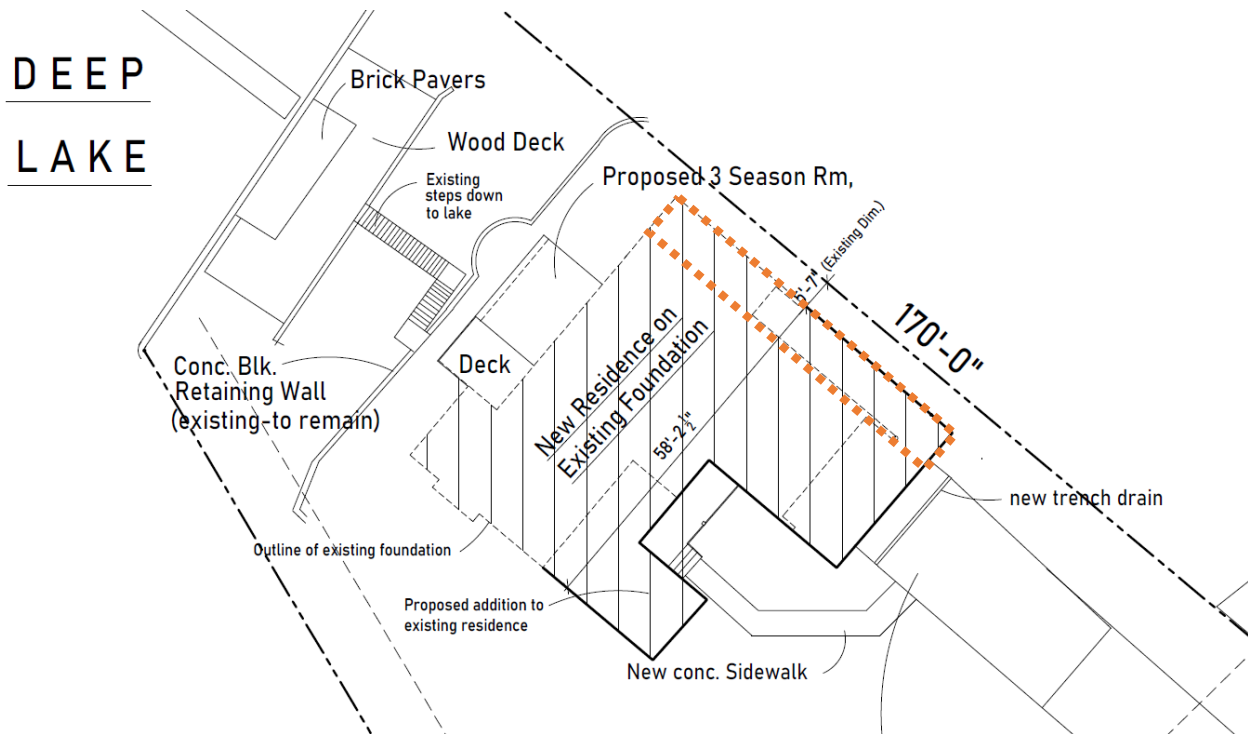 DEEP
LAKE
Brick Pavers
Wood Deck
Existing
steps down
to lake
Proposed 3 Season Rm,
(Existing Dim.)
170'-0"
New Residence on
Existing Foundation
58'-2 ½"
Deck
Conc. Blk.
Retaining Wall
(existing-to remain)
new trench drain
Outline of existing foundation
Proposed addition to
existing residence
New conc. Sidewalk